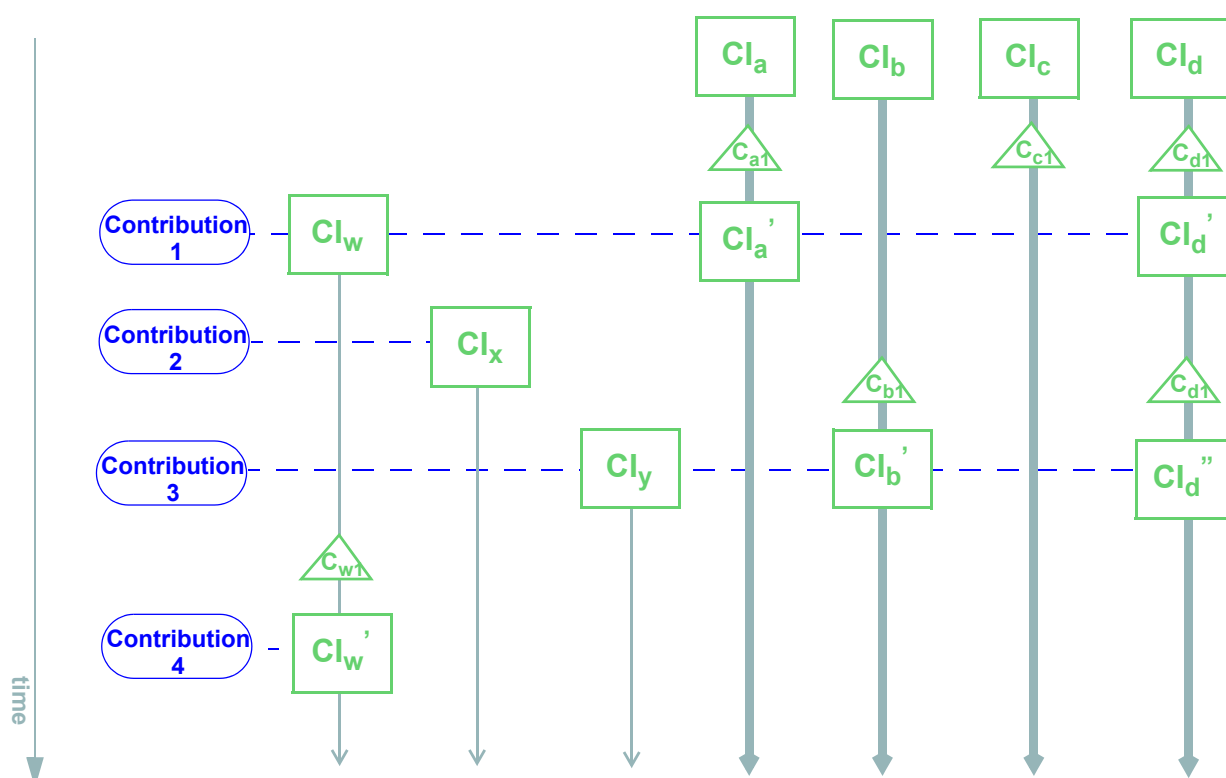 CIa
CIb
CIc
CId
Ca1
Cc1
Cd1
Contribution
1
CIw
CIa’
CId’
Contribution
2
CIx
Cb1
Cd1
Contribution
3
CIy
CIb’
CId”
Cw1
Contribution
4
CIw’
time